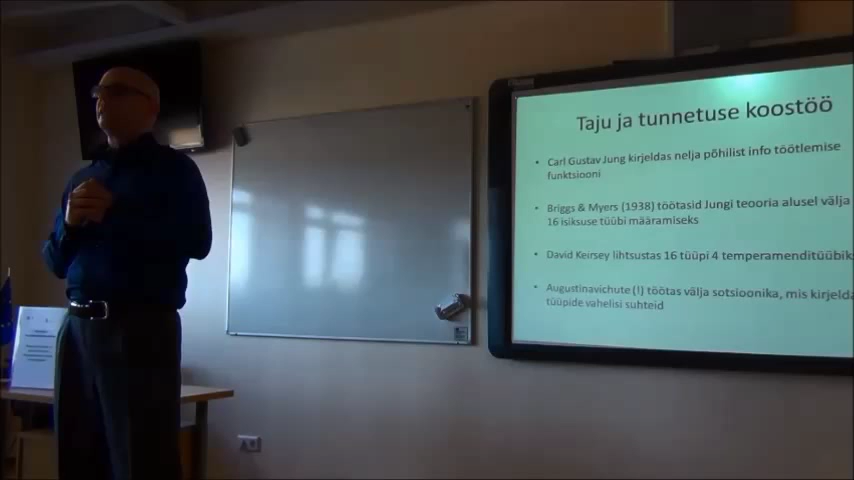 Taju ja tunnetuse koostöö
• Carl Gustav Jung kirjeldas nelja põhilist info töötlemise
funktsiooni
• Briggs & Myers (1938) töötasid Jungi teooria alusel välja
16 isiksuse tüübi määramiseks
• David Keirsey lihtsustas 16 tüüpi 4 temperamenditüübik
• Augustinavichute (!) töötas välja sotsioonika, mis kirjelda
tüüpide vahelisi suhteid